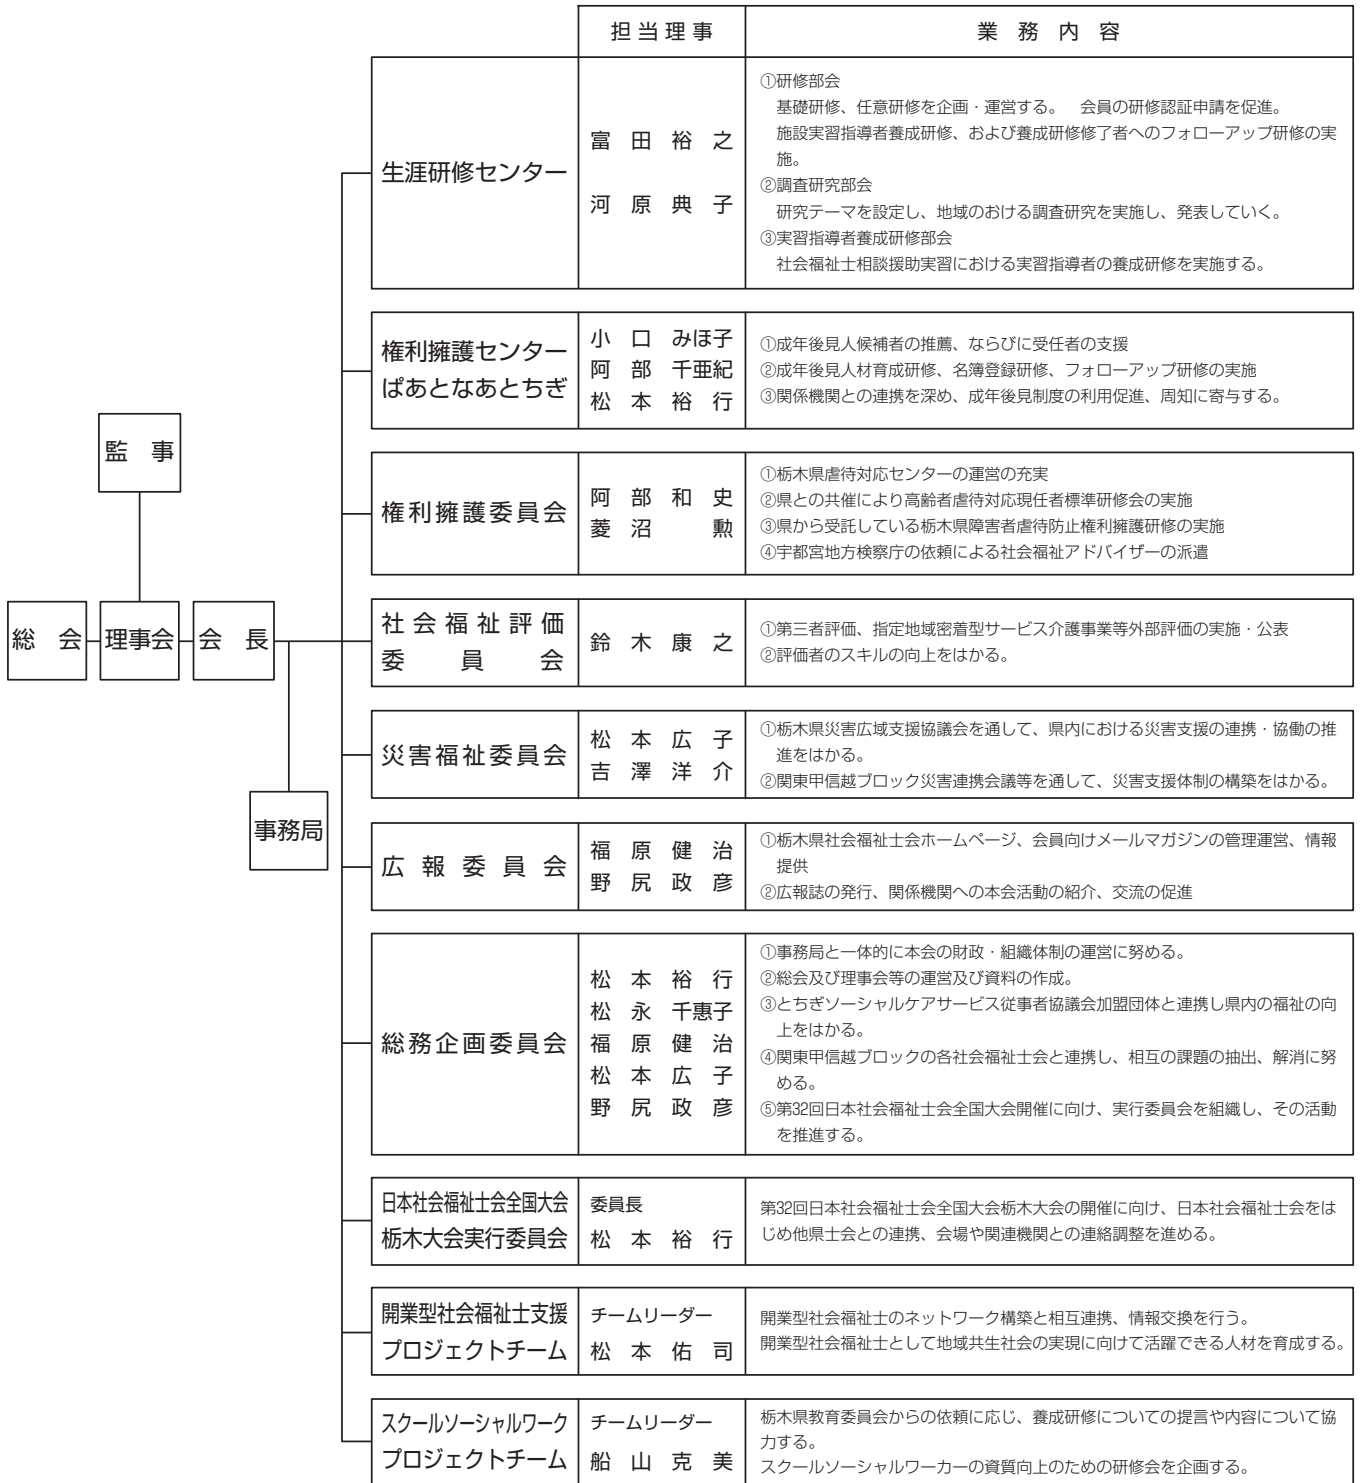 担当理事
業務内容
生涯研修センター
富田裕之
河原典子
①研修部会
基礎研修、任意研修を企画・運営する。　会員の研修認証申請を促進。
施設実習指導者養成研修、および養成研修修了者へのフォローアップ研修の実
施。
②調査研究部会
研究テーマを設定し、地域のおける調査研究を実施し、発表していく。
③実習指導者養成研修部会
社会福祉士相談援助実習における実習指導者の養成研修を実施する。
権利擁護センター
ぱあとなあとちぎ
小口みほ子
阿部千亜紀
松本裕行
①成年後見人候補者の推薦、ならびに受任者の支援
②成年後見人材育成研修、名簿登録研修、フォローアップ研修の実施
③関係機関との連携を深め、成年後見制度の利用促進、周知に寄与する。
監事
権利擁護委員会
阿部和史
菱沼勲
①栃木県虐待対応センターの運営の充実
②県との共催により高齢者虐待対応現任者標準研修会の実施
③県から受託している栃木県障害者虐待防止権利擁護研修の実施
④宇都宮地方検察庁の依頼による社会福祉アドバイザーの派遣
総会
理事会
会長
社会福祉評価
委員会
鈴木康之
①第三者評価、指定地域密着型サービス介護事業等外部評価の実施・公表
②評価者のスキルの向上をはかる。
災害福祉委員会
松本広子
吉澤洋介
①栃木県災害広域支援協議会を通して、県内における災害支援の連携・協働の推
進をはかる。
②関東甲信越ブロック災害連携会議等を通して、災害支援体制の構築をはかる。
事務局
広報委員会
福原健治
野尻政彦
①栃木県社会福祉士会ホームページ、会員向けメールマガジンの管理運営、情報
提供
②広報誌の発行、関係機関への本会活動の紹介、交流の促進
総務企画委員会
松本裕行
松永千恵子
福原健治
松本広子
野尻政彦
①事務局と一体的に本会の財政・組織体制の運営に努める。
②総会及び理事会等の運営及び資料の作成。
③とちぎソーシャルケアサービス従事者協議会加盟団体と連携し県内の福祉の向
上をはかる。
④関東甲信越ブロックの各社会福祉士会と連携し、相互の課題の抽出、解消に努
める。
⑤第32回日本社会福祉士会全国大会開催に向け、実行委員会を組織し、その活動
を推進する。
日本社会福祉士会全国大会
栃木大会実行委員会
委員長
松本裕行
第32回日本社会福祉士会全国大会栃木大会の開催に向け、日本社会福祉士会をは
じめ他県士会との連携、会場や関連機関との連絡調整を進める。
開業型社会福祉士支援
プロジェクトチーム
チームリーダー
松本佑司
開業型社会福祉士のネットワーク構築と相互連携、情報交換を行う。
開業型社会福祉士として地域共生社会の実現に向けて活躍できる人材を育成する。
スクールソーシャルワーク
プロジェクトチーム
チームリーダー
船山克美
栃木県教育委員会からの依頼に応じ、養成研修についての提言や内容について協
力する。
スクールソーシャルワーカーの資質向上のための研修会を企画する。